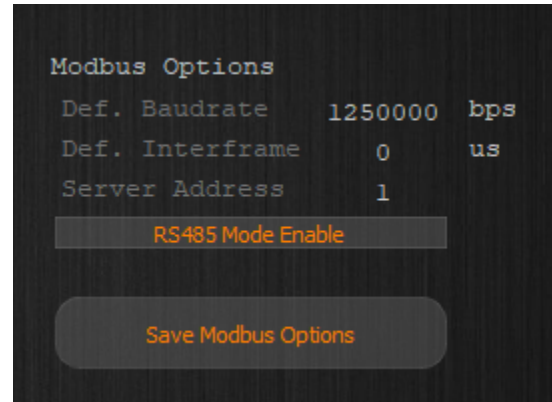 Modbus Options
Def. Baudrate 1250000 bps
Def. Interframe 0 us
Server Address 1
RS485 Mode Enable
Save Modbus Options